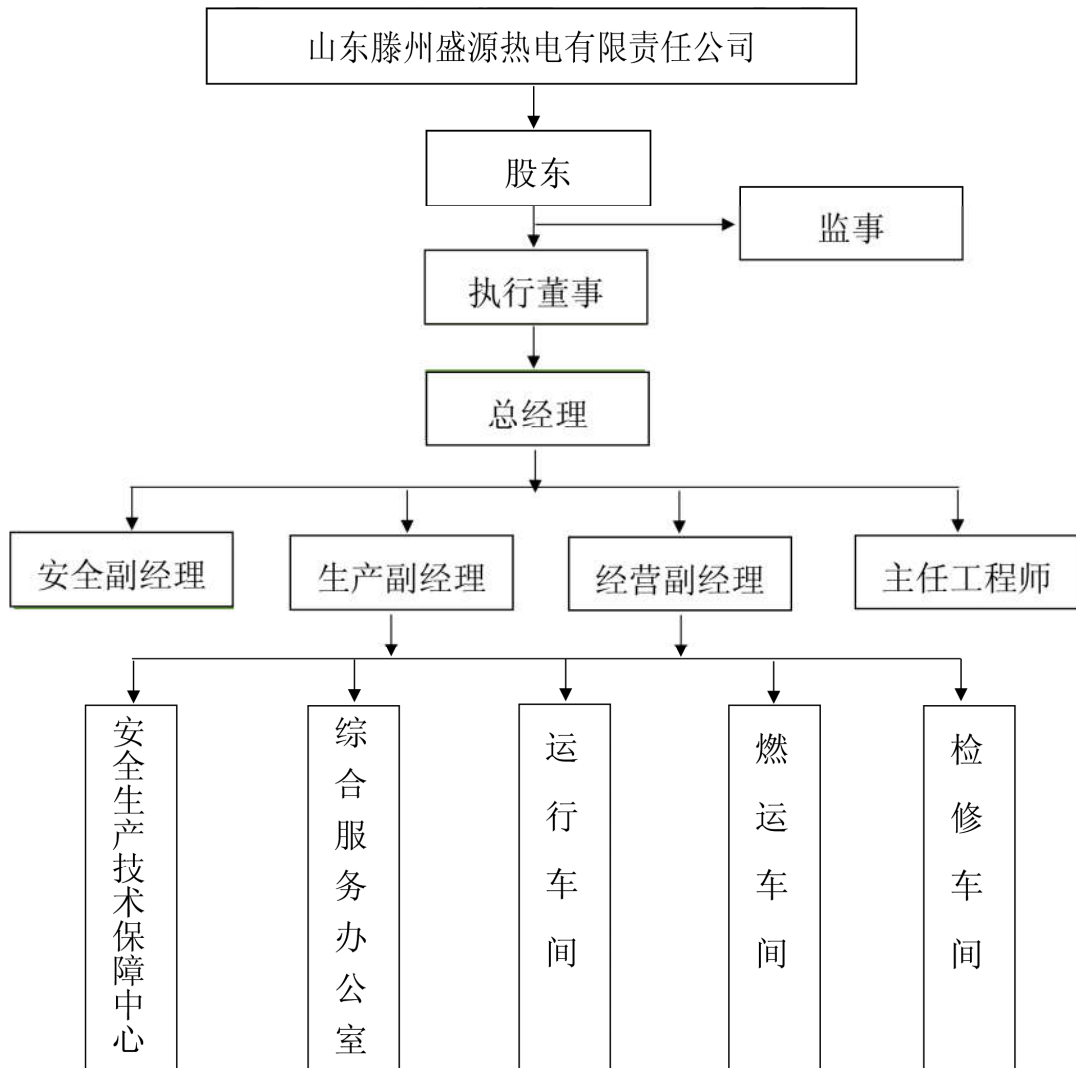 山东滕州盛源热电有限责任公司
股东
监事
执行董事
总经理
安全副经理
生产副经理
经营副经理
主任工程师
安全生产技术保障中心
综合服务办公室
运行车间
燃运车间
检修车间